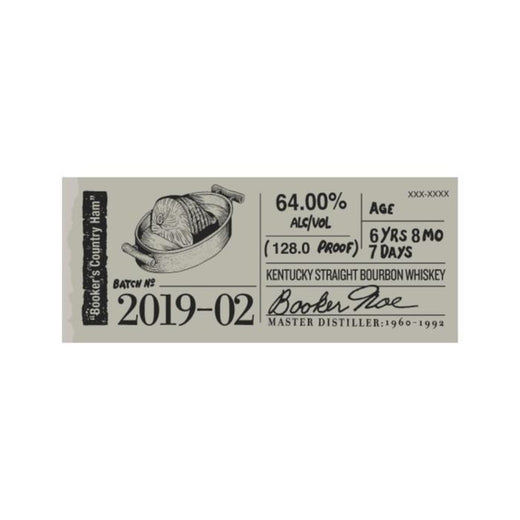 "Booker's Country Ham"
BATCH Nº
2019-02
64.00%
ALC/VOL
(128.0 PROOF)
XXX-XXXX
AGE
6 YRS 8 MO
7 DAYS
KENTUCKY STRAIGHT BOURBON WHISKEY
Booker Noe
MASTER DISTILLER: 1960-1992